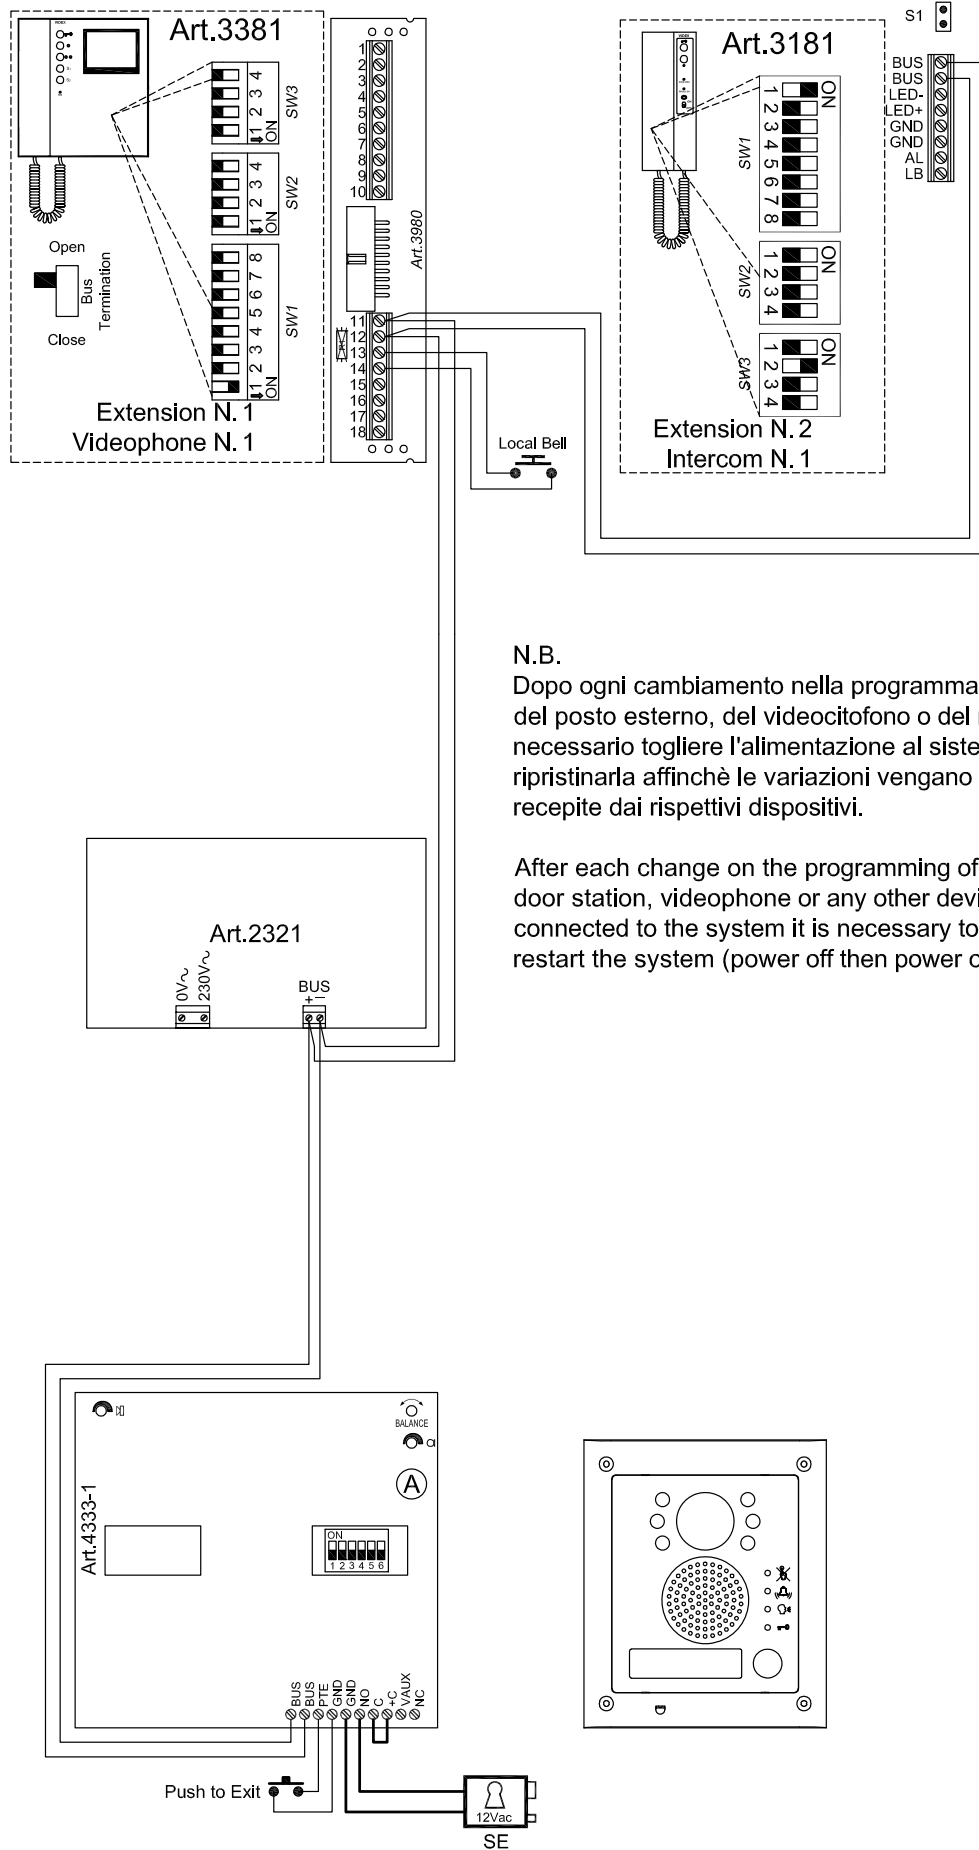 Art.3381
VIDEX
4
3
2
1
ON
SW3
4
3
2
1
ON
SW2
8
7
6
5
4
3
2
1
ON
SW1
Open
Bus
Termination
Close
Extension N. 1
Videophone N. 1
1
2
3
4
5
6
7
8
9
10
Art.3980
11
12
13
14
15
16
17
18
Local Bell
Art.3181
VIDEX
ON
1
2
3
4
5
6
7
8
SW1
ON
1
2
3
4
SW2
ON
1
2
3
4
SW3
Extension N. 2
Intercom N. 1
S1
BUS
BUS
LED-
LED+
GND
GND
AL
LB
N.B.
Dopo ogni cambiamento nella programma
del posto esterno, del videocitofono o del
necessario togliere l'alimentazione al siste
ripristinarla affinchè le variazioni vengano
recepite dai rispettivi dispositivi.
After each change on the programming of
door station, videophone or any other devi
connected to the system it is necessary to
restart the system (power off then power o
Art.2321
0V~
230V~
BUS
+ −
BALANCE
A
Art.4333-1
ON
1 2 3 4 5 6
BUS
BUS
PTE
GND
GND
NO
C
+C
VAUX
NC
Push to Exit
12Vac
SE